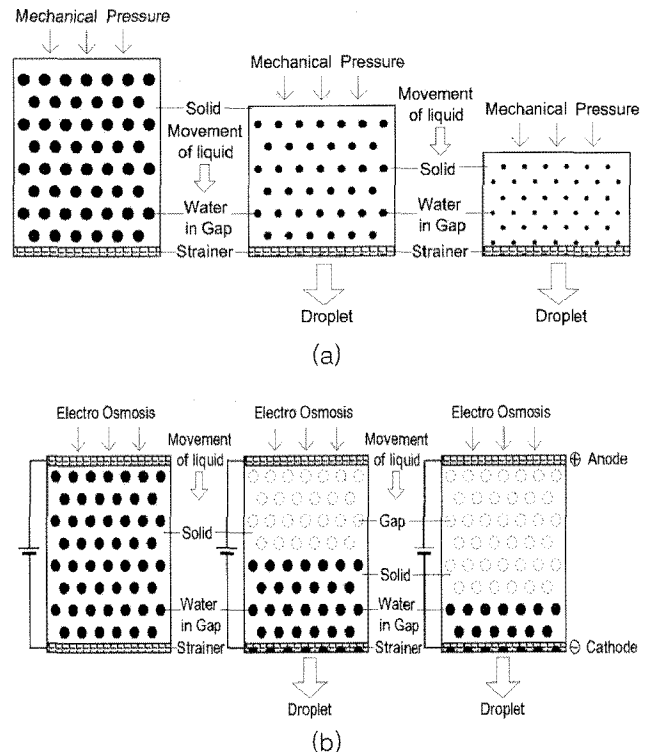 Mechanical Pressure
Mechanical Pressure
Mechanical Pressure
Solid
Movement
of liquid
Water
in Gap
Strainer
Movement
of liquid
Solid
Water
in Gap
Strainer
Droplet
Droplet
(a)
Electro Osmosis
Electro Osmosis
Electro Osmosis
Movement
of liquid
Movement
of liquid
⊕ Anode
Solid
Gap
Solid
Water
in Gap
Water
in Gap
Strainer
Strainer
⊖ Cathode
Droplet
Droplet
(b)